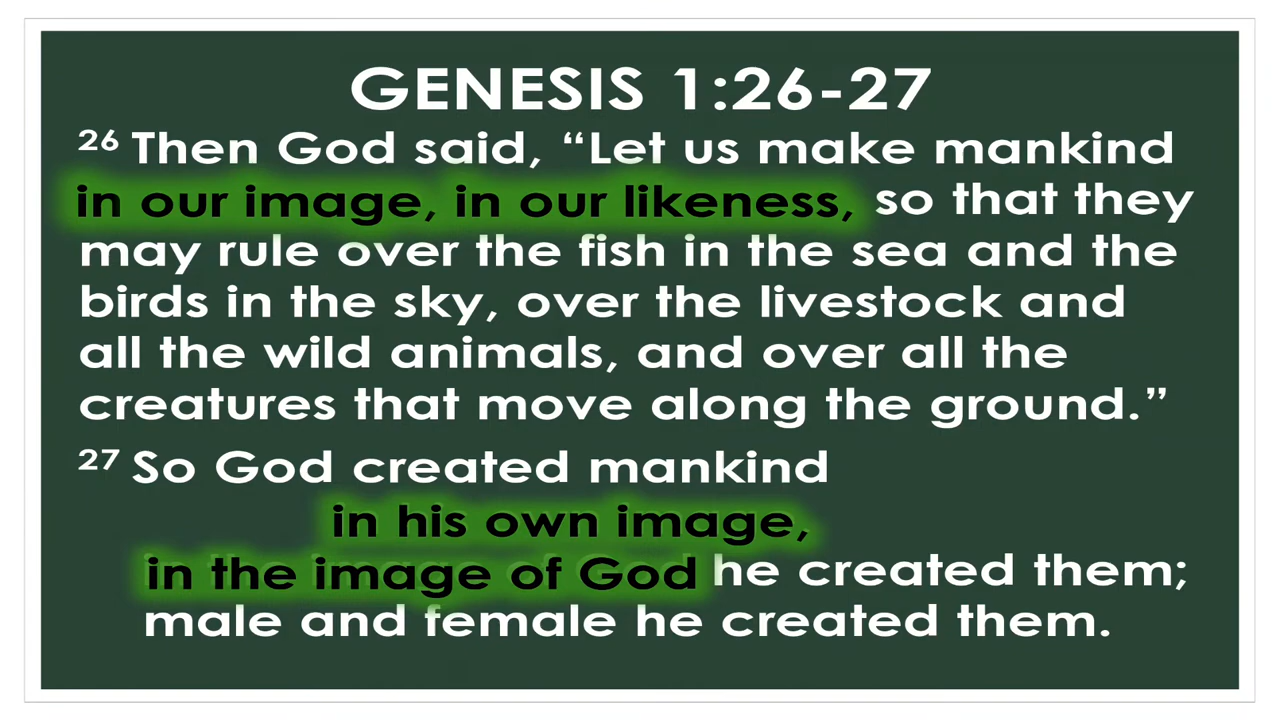 GENESIS 1:26-27
26 Then God said, “Let us make mankind
in our image, in our likeness, so that they
may rule over the fish in the sea and the
birds in the sky, over the livestock and
all the wild animals, and over all the
creatures that move along the ground.”
27 So God created mankind
in his own image,
in the image of God he created them;
male and female he created them.